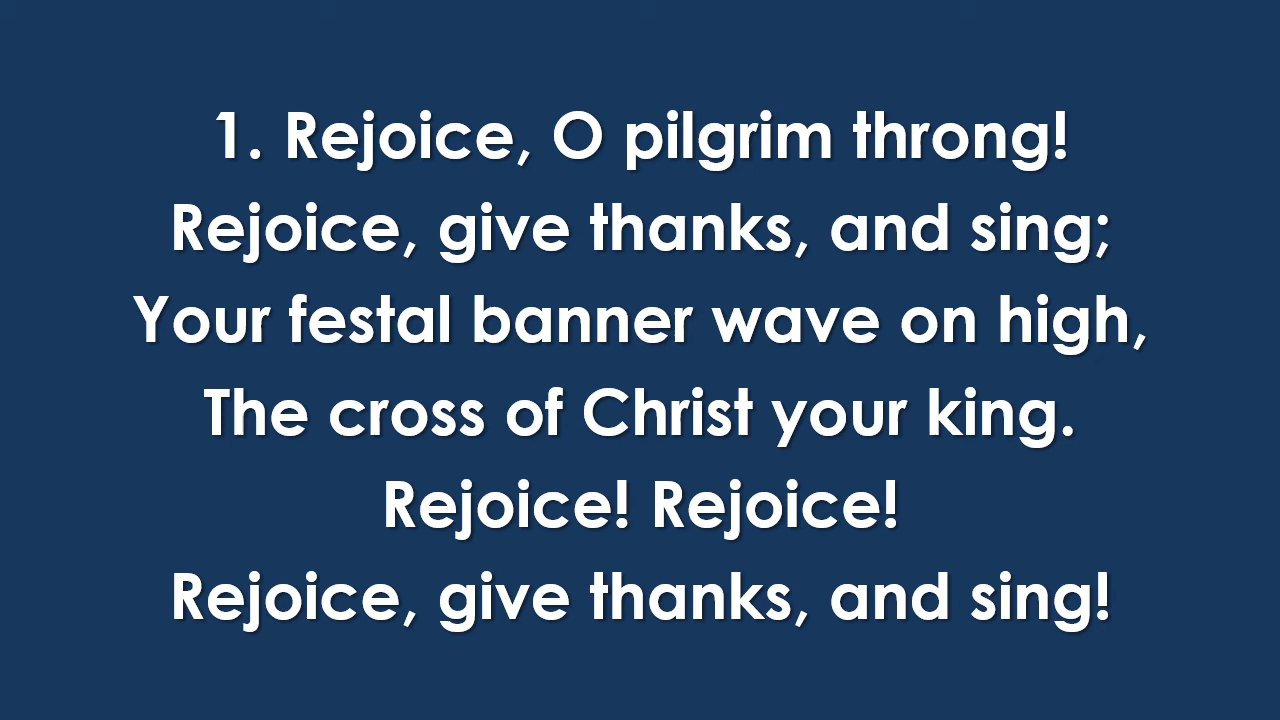 1. Rejoice, O pilgrim throng!
Rejoice, give thanks, and sing;
Your festal banner wave on high,
The cross of Christ your king.
Rejoice! Rejoice!
Rejoice, give thanks, and sing!